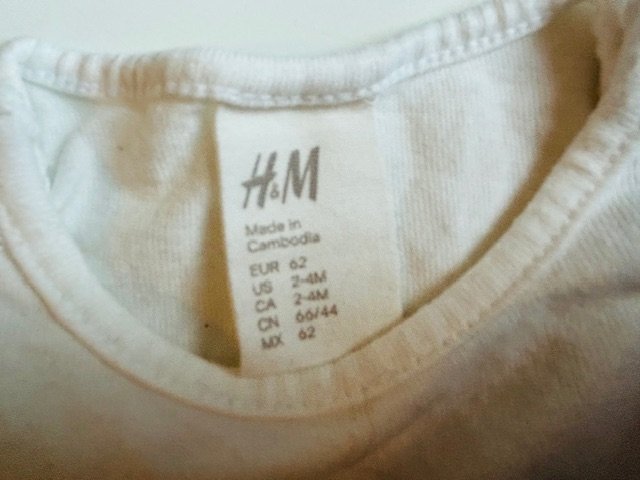 H&M
Made in
Cambodia
EUR 62
US 2-4M
CA 2-4M
CN 66/44
MX 62